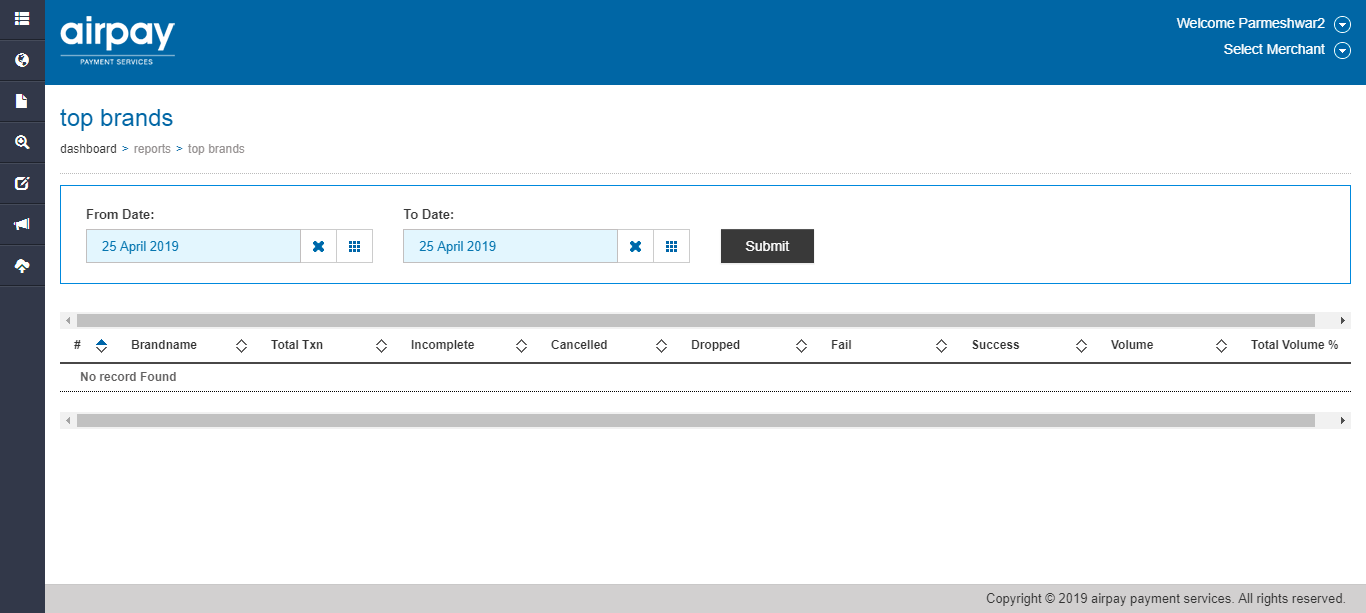 airpay
PAYMENT SERVICES
Welcome Parmeshwar2
Select Merchant
top brands
dashboard > reports > top brands
From Date:
To Date:
25 April 2019
25 April 2019
Submit
# Brandname Total Txn Incomplete Cancelled Dropped Fail Success Volume Total Volume %
No record Found
Copyright © 2019 airpay payment services. All rights reserved.